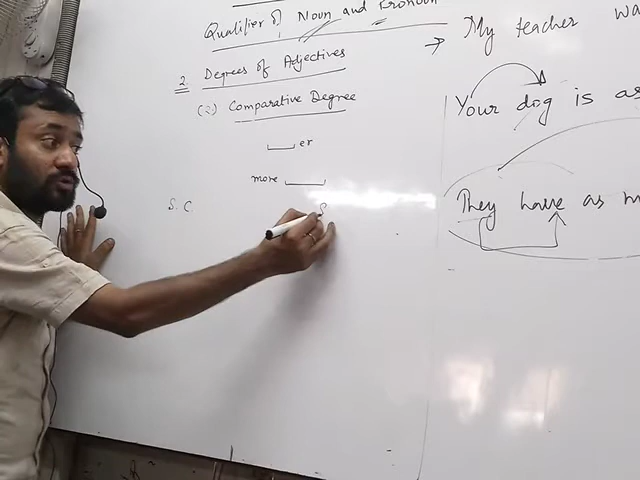 Qualifier of Noun and Pronoun
2. Degrees of Adjectives
(ii) Comparative Degree
er
more
S. C.
S
→ My teacher wa
Your dog is as
They have as m